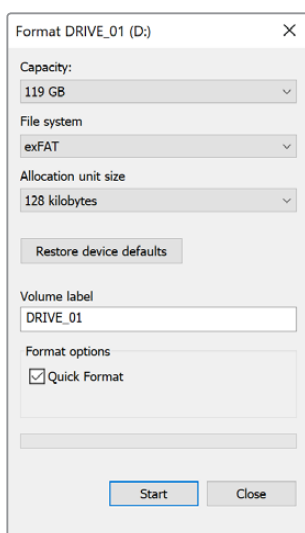 Format DRIVE_01 (D:)
Capacity:
119 GB
File system
exFAT
Allocation unit size
128 kilobytes
Restore device defaults
Volume label
DRIVE_01
Format options
Quick Format
Start Close